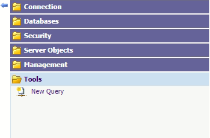 Connection
Databases
Security
Server Objects
Management
Tools
New Query